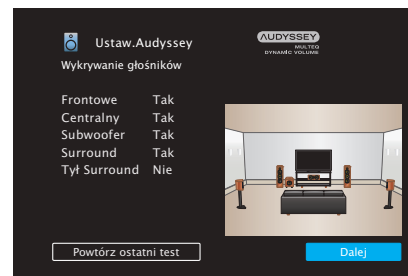 Ustaw.Audyssey
AUDYSSEY
MULTEQ
DYNAMIC VOLUME
Wykrywanie głośników
Frontowe Tak
Centralny Tak
Subwoofer Tak
Surround Tak
Tył Surround Nie
Powtórz ostatni test
Dalej